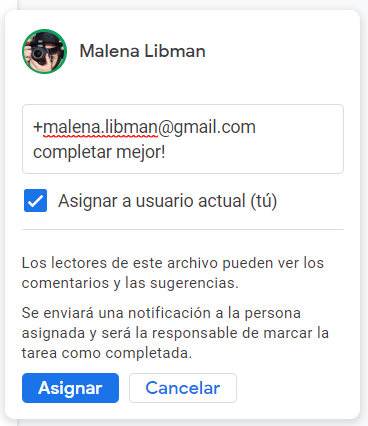 Malena Libman
+malena.libman@gmail.com
completar mejor!
Asignar a usuario actual (tú)
Los lectores de este archivo pueden ver los
comentarios y las sugerencias.
Se enviará una notificación a la persona
asignada y será la responsable de marcar la
tarea como completada.
Asignar
Cancelar